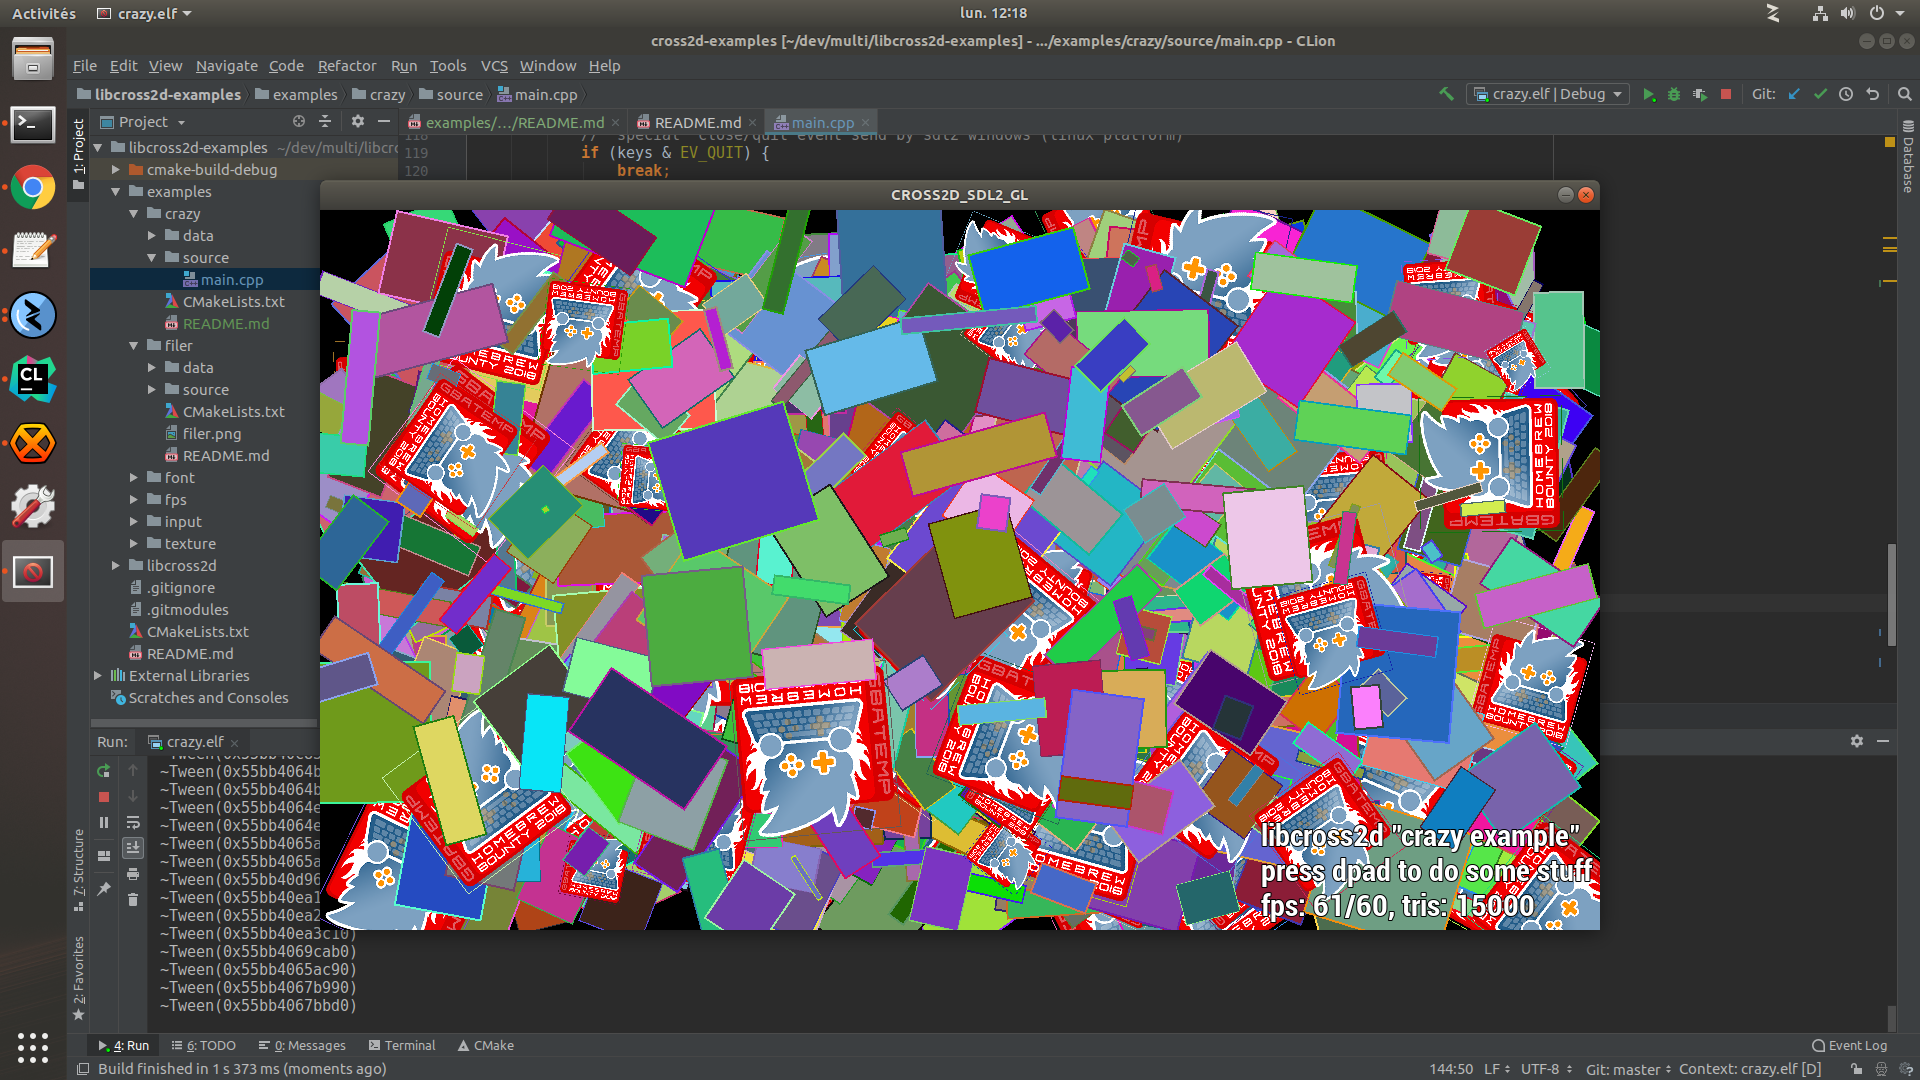 Activités
crazy.elf
lun. 12:18
cross2d-examples [~/dev/multi/libcross2d-examples] - .../examples/crazy/source/main.cpp - CLion
File Edit View Navigate Code Refactor Run Tools VCS Window Help
libcross2d-examples examples crazy source main.cpp
crazy.elf | Debug
Git:
1: Project
Project
examples/.../README.md
README.md
main.cpp
Database
libcross2d-examples ~/dev/multi/libcro
cmake-build-debug
examples
crazy
data
source
main.cpp
CMakeLists.txt
README.md
filer
data
source
CMakeLists.txt
filer.png
README.md
font
fps
input
texture
libcross2d
.gitignore
.gitmodules
CMakeLists.txt
README.md
External Libraries
Scratches and Consoles
118 // special "close/quit event send by sdl2 windows (linux platform)
119 if (keys & EV_QUIT) {
120 break;
CROSS2D_SDL2_GL
GBATEMP
HOMEBREW
BOUNTY 2018
libcross2d "crazy example"
press dpad to do some stuff
fps: 61/60, tris: 15000
Run:
crazy.elf
~Tween(0x55bb4064b
~Tween(0x55bb4064b
~Tween(0x55bb4064e
~Tween(0x55bb4064e
~Tween(0x55bb4065a
~Tween(0x55bb4065a
~Tween(0x55bb40d96
~Tween(0x55bb40ea1
~Tween(0x55bb40ea2
~Tween(0x55bb40ea3c10)
~Tween(0x55bb4069cab0)
~Tween(0x55bb4065ac90)
~Tween(0x55bb4067b990)
~Tween(0x55bb4067bbd0)
7: Structure
2: Favorites
4: Run
6: TODO
0: Messages
Terminal
CMake
Event Log
Build finished in 1 s 373 ms (moments ago)
144:50 LF UTF-8 Git: master Context: crazy.elf [D]